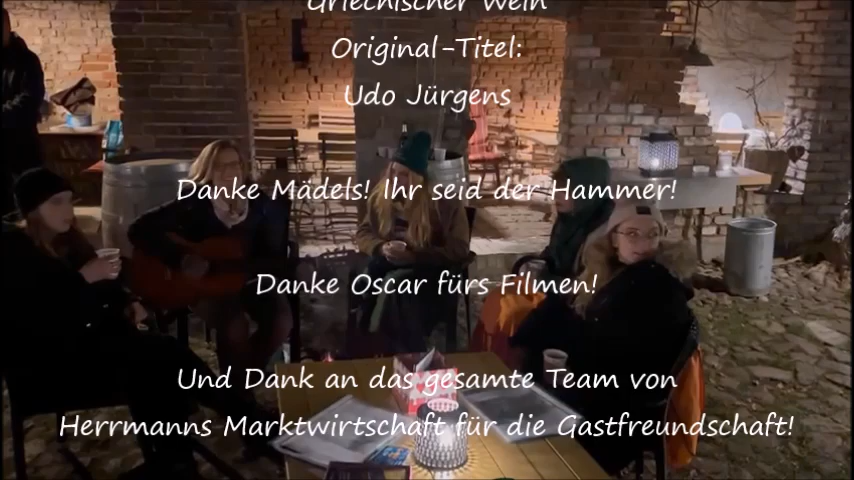 Griechischer Wein
Original-Titel:
Udo Jürgens
Danke Mädels! Ihr seid der Hammer!
Danke Oscar fürs Filmen!
Und Dank an das gesamte Team von
Herrmanns Marktwirtschaft für die Gastfreundschaft!